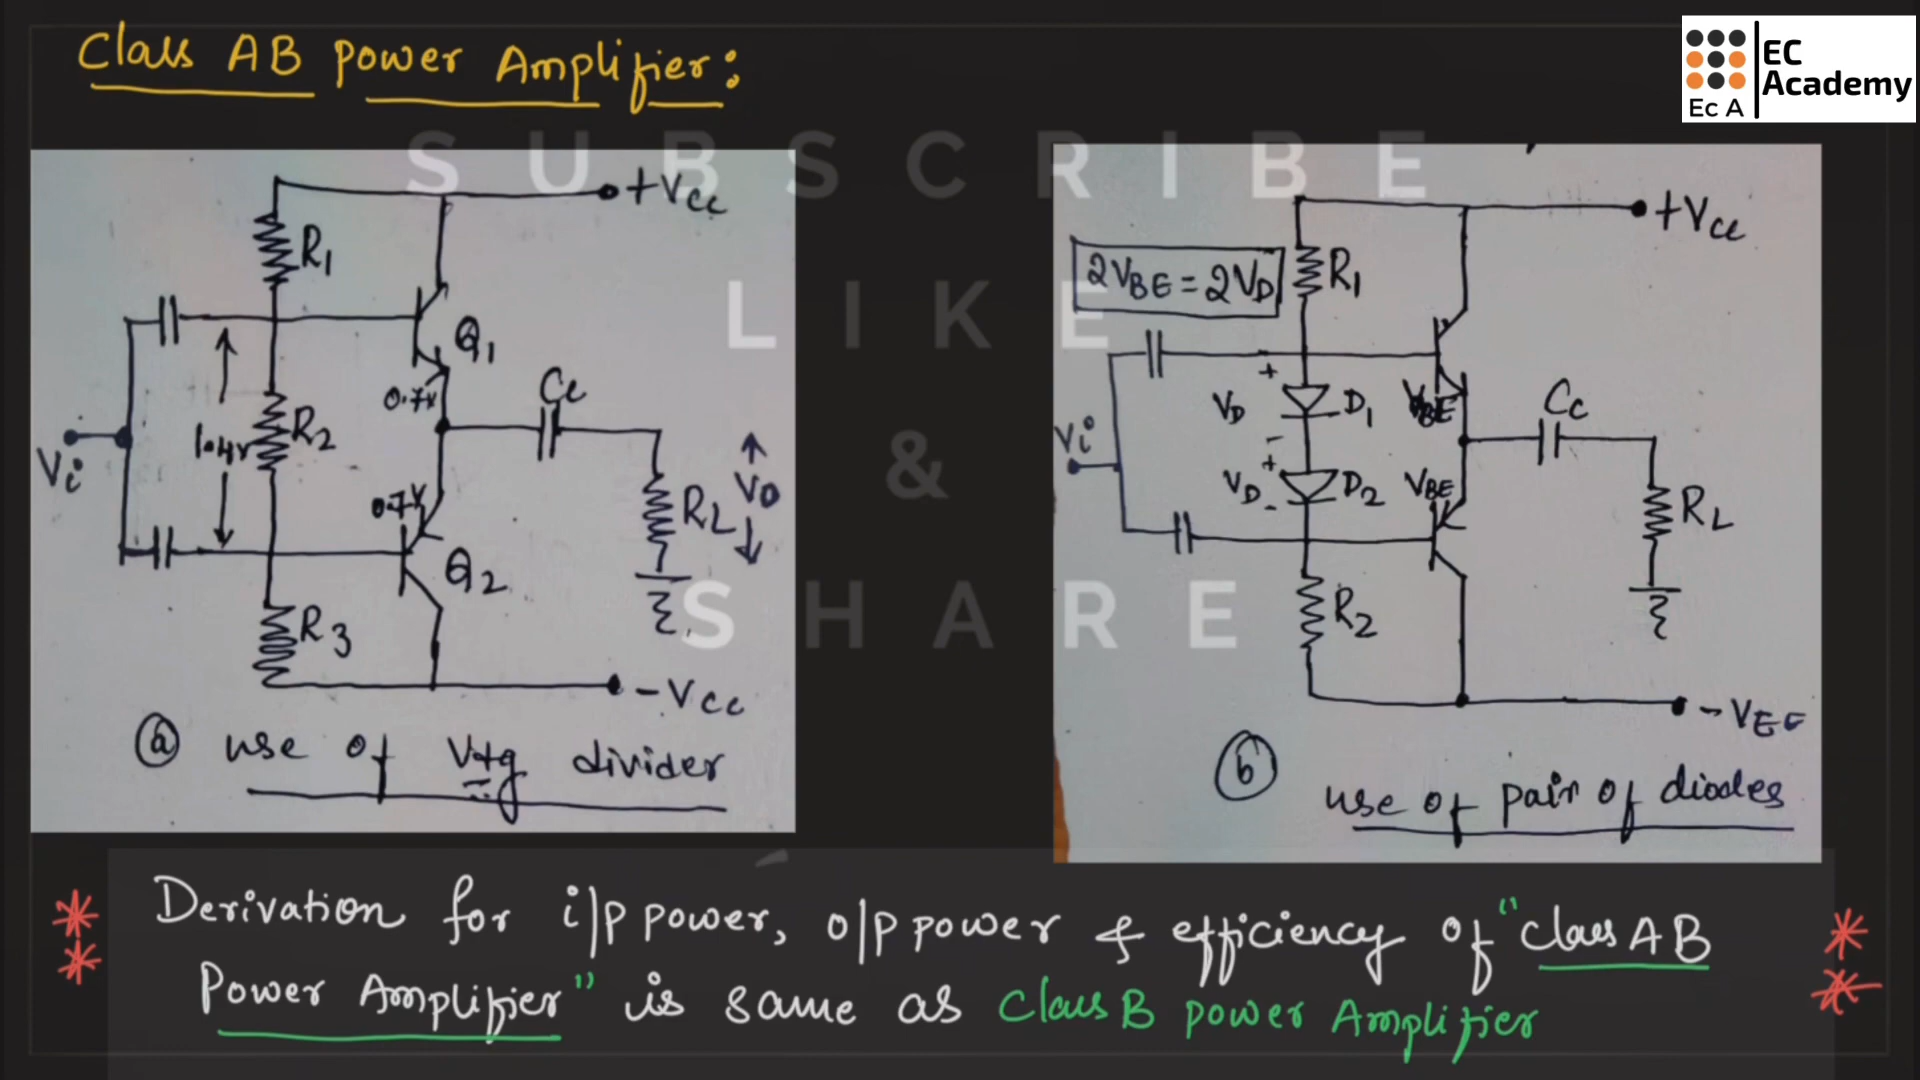 Class AB Power Amplifier:
EC
Academy
Ec A
SUBSCRIBE
LIKE
&
SHARE
+Vcc
R1
Q1
0.7V
Cc
1.4V
R2
Vi
0.7V
RL
Vo
Q2
R3
-Vcc
(a) use of Vtg divider
+Vcc
2VBE = 2VD
R1
VD
D1
VBE
Cc
Vi
+
-
+
-
VD
D2
VBE
RL
R2
-VEE
(b) use of pair of diodes
** Derivation for i/p power, o/p power & efficiency of "Class AB **
Power Amplifier" is same as Class B power Amplifier